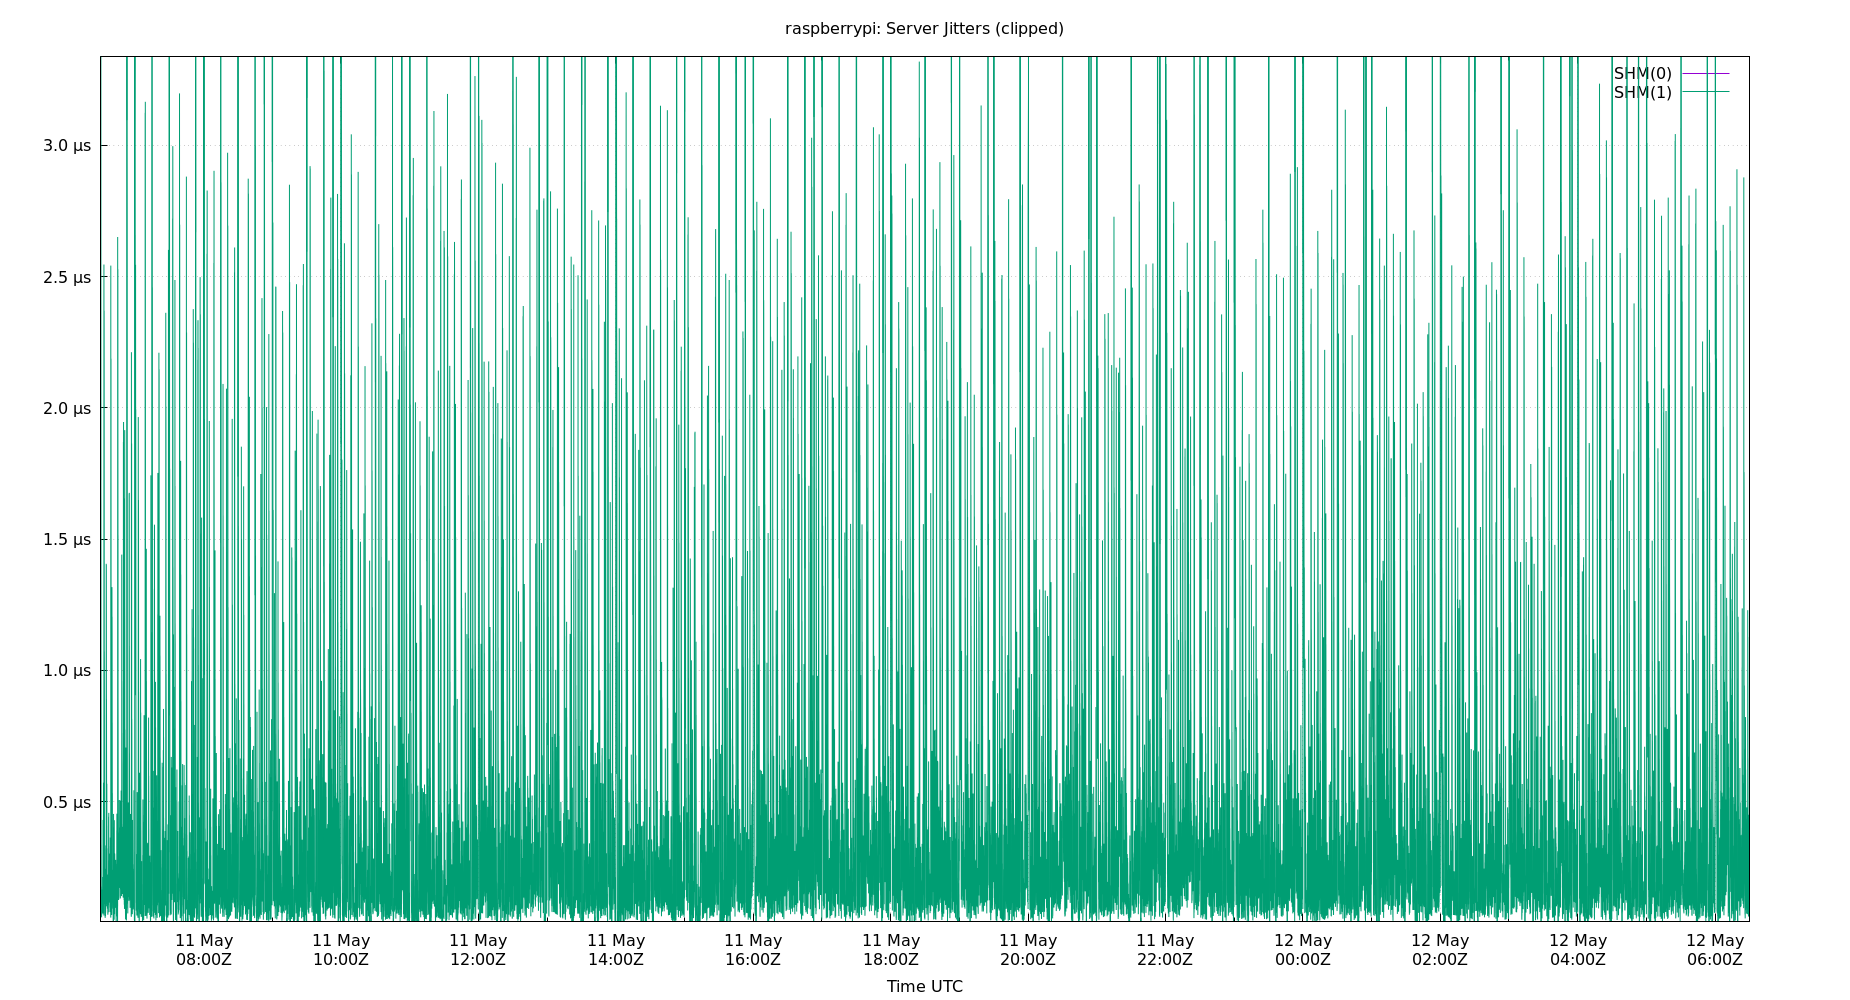 raspberrypi: Server Jitters (clipped)
SHM(0)
SHM(1)
3.0 µs
2.5 µs
2.0 µs
1.5 µs
1.0 µs
0.5 µs
11 May 11 May 11 May 11 May 11 May 11 May 11 May 11 May 12 May 12 May 12 May 12 May
08:00Z 10:00Z 12:00Z 14:00Z 16:00Z 18:00Z 20:00Z 22:00Z 00:00Z 02:00Z 04:00Z 06:00Z
Time UTC